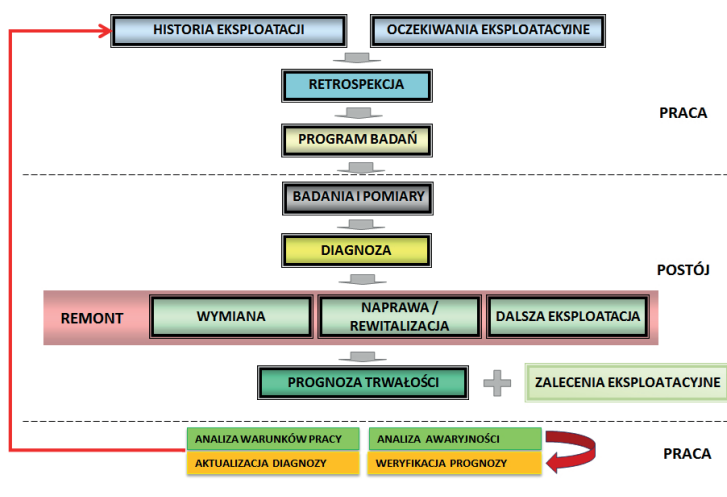 HISTORIA EKSPLOATACJI
OCZEKIWANIA EKSPLOATACYJNE
RETROSPEKCJA
PRACA
PROGRAM BADAŃ
BADANIA I POMIARY
DIAGNOZA
POSTÓJ
REMONT
WYMIANA
NAPRAWA /
REWITALIZACJA
DALSZA EKSPLOATACJA
PROGNOZA TRWAŁOŚCI
ZALECENIA EKSPLOATACYJNE
ANALIZA WARUNKÓW PRACY
ANALIZA AWARYJNOŚCI
AKTUALIZACJA DIAGNOZY
WERYFIKACJA PROGNOZY
PRACA